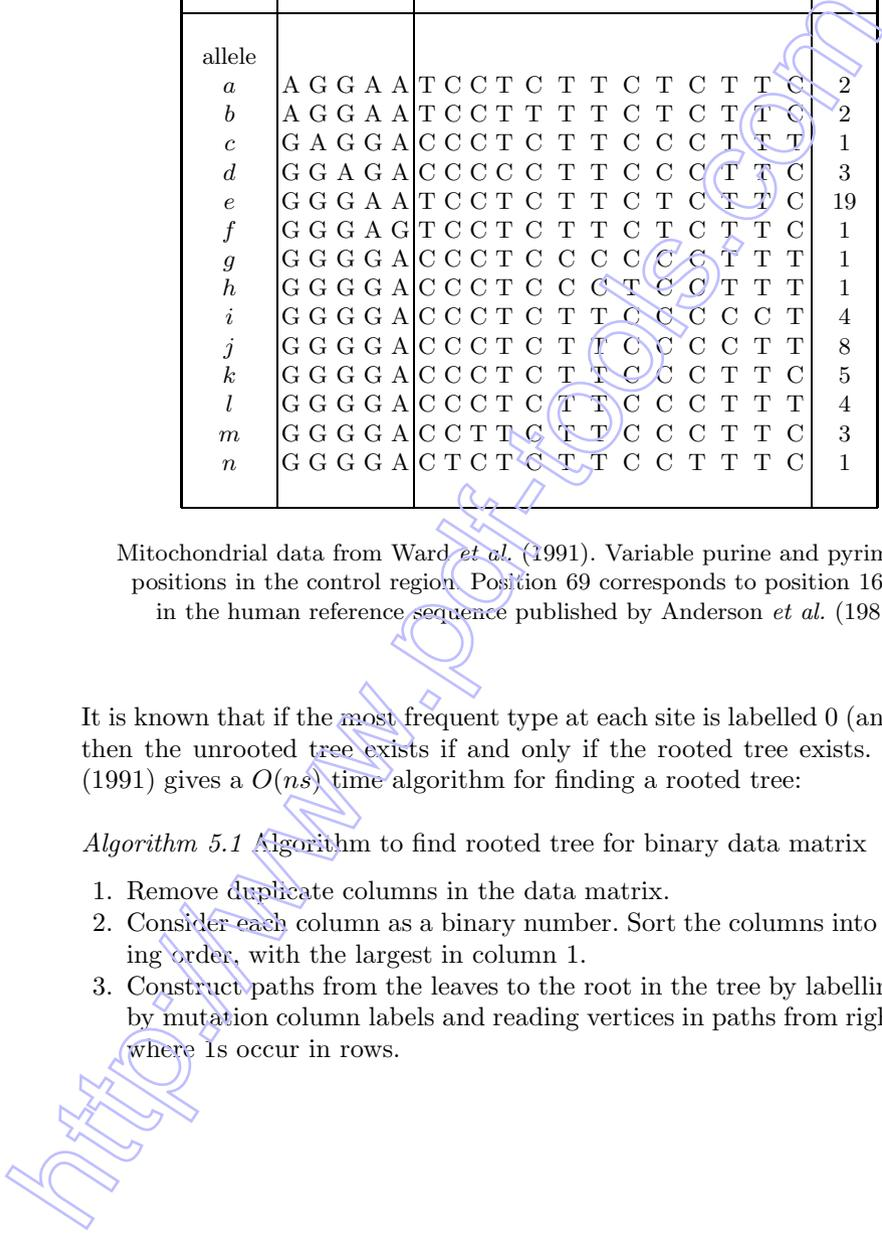 allele
a A G G A A T C C T C T T C T C T T C 2
b A G G A A T C C T T T T C T C T T C 2
c G A G G A C C C T C T T C C C T T T 1
d G G A G A C C C C C T T C C C T T C 3
e G G G A A T C C T C T T C T C T T C 19
f G G G A G T C C T C T T C T C T T C 1
g G G G G A C C C T C C C C C C T T T 1
h G G G G A C C C T C C C T C C T T T 1
i G G G G A C C C T C T T C C C C C T 4
j G G G G A C C C T C T T C C C C T T 8
k G G G G A C C C T C T T C C C T T C 5
l G G G G A C C C T C T T C C C T T T 4
m G G G G A C C T T C T T C C C T T C 3
n G G G G A C T C T C T T C C T T T C 1
Mitochondrial data from Ward et al. (1991). Variable purine and pyrim
positions in the control region. Position 69 corresponds to position 16
in the human reference sequence published by Anderson et al. (198
It is known that if the most frequent type at each site is labelled 0 (an
then the unrooted tree exists if and only if the rooted tree exists.
(1991) gives a O(ns) time algorithm for finding a rooted tree:
Algorithm 5.1 Algorithm to find rooted tree for binary data matrix
1. Remove duplicate columns in the data matrix.
2. Consider each column as a binary number. Sort the columns into
ing order, with the largest in column 1.
3. Construct paths from the leaves to the root in the tree by labellin
by mutation column labels and reading vertices in paths from righ
where 1s occur in rows.
http://www.pdf-tools.com